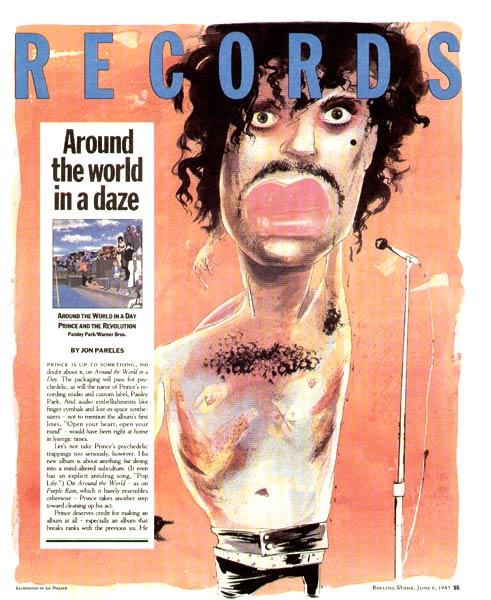 RECORDS
Around
the world
in a daze
AROUND THE WORLD IN A DAY
PRINCE AND THE REVOLUTION
Paisley Park/Warner Bros.
BY JON PARELES
PRINCE IS UP TO SOMETHING, NO
doubt about it, on Around the World in a
Day. The packaging will pass for psy-
chedelic, as will the name of Prince's re-
cording studio and custom label, Paisley
Park. And audio embellishments like
finger cymbals and lost-in-space synthe-
sizers – not to mention the album's first
lines, "Open your heart, open your
mind" – would have been right at home
in lysergic times.
Let's not take Prince's psychedelic
trappings too seriously, however. His
new album is about anything but diving
into a mind-altered subculture. (It even
has an explicit antidrug song, "Pop
Life.") On Around the World – as on
Purple Rain, which it barely resembles
otherwise – Prince takes another step
toward cleaning up his act.
Prince deserves credit for making an
album at all – especially an album that
breaks ranks with the previous six. He
ILLUSTRATION BY IAN POLLOCK
ROLLING STONE, JUNE 6, 1985 55